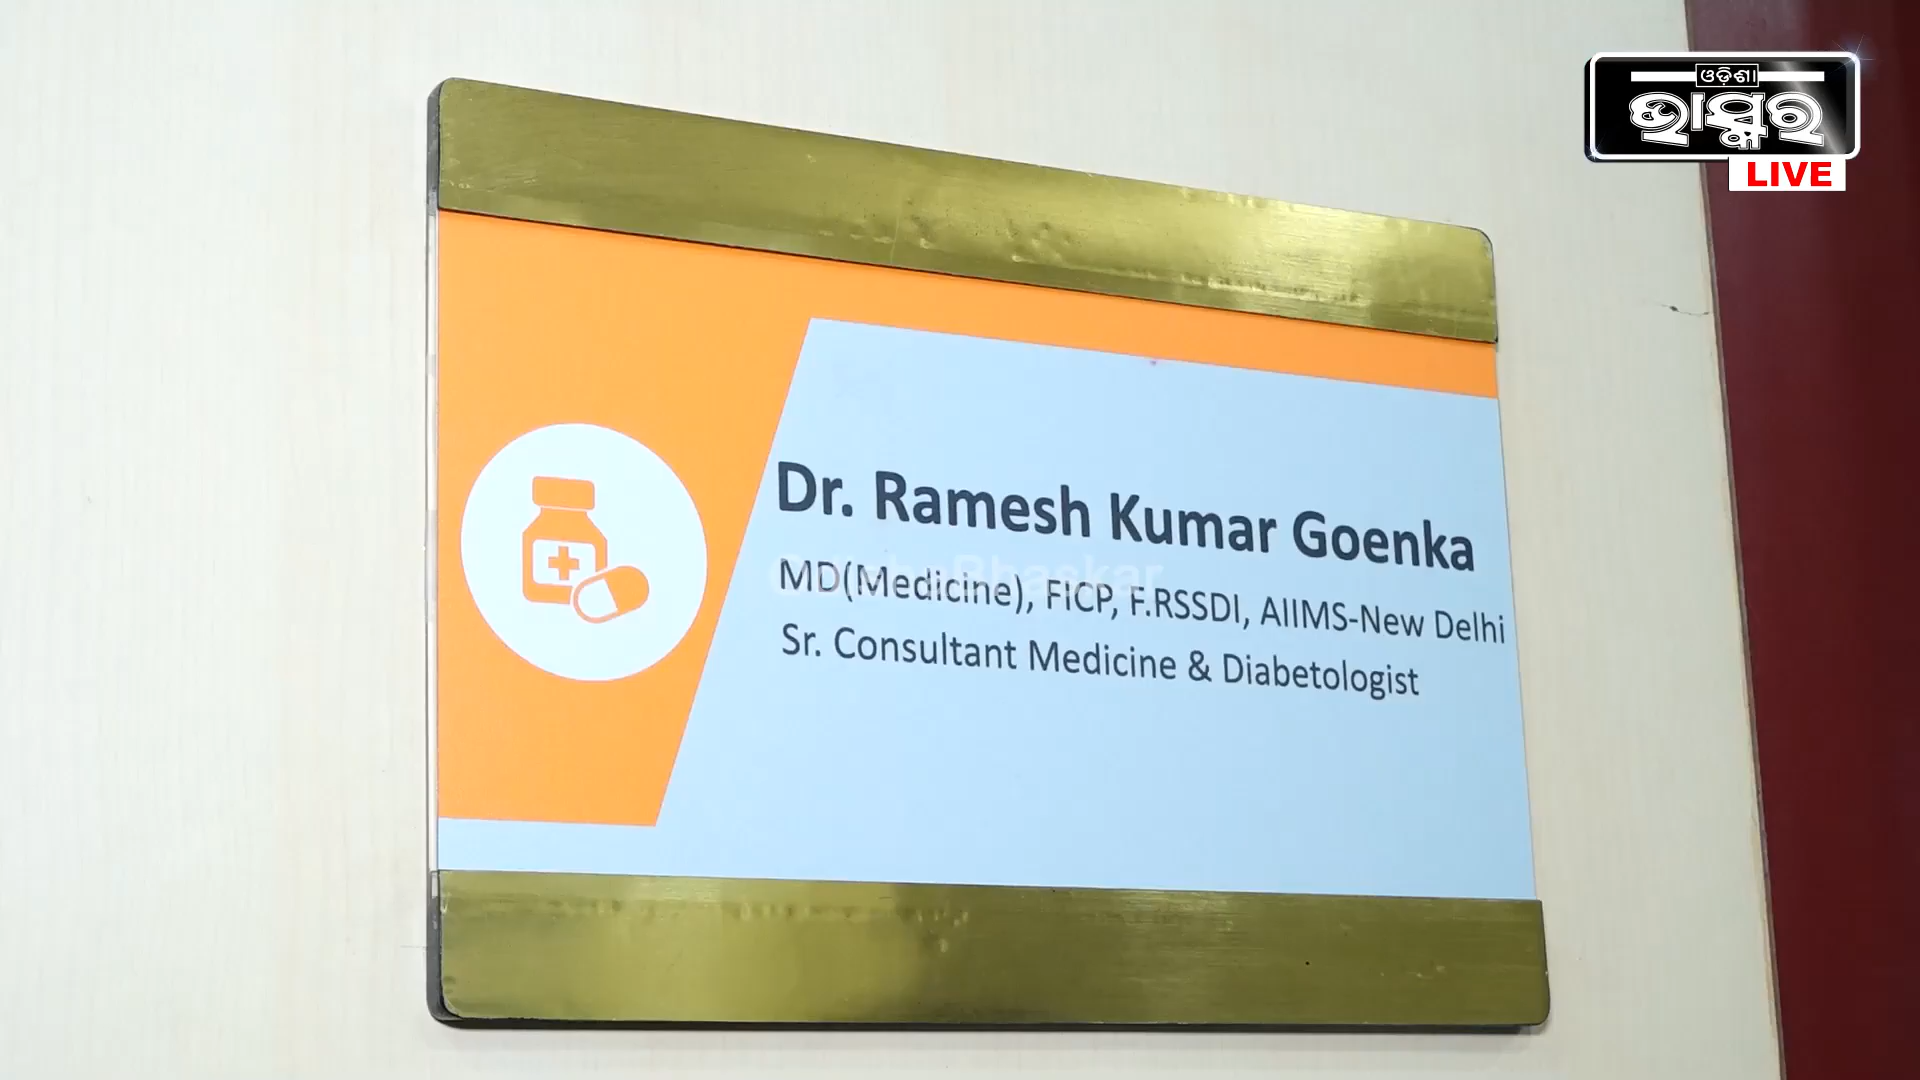 ଓଡ଼ିଶା
ଭାସ୍କର
LIVE
Dr. Ramesh Kumar Goenka
MD(Medicine), FICP, F.RSSDI, AIIMS-New Delhi
Sr. Consultant Medicine & Diabetologist